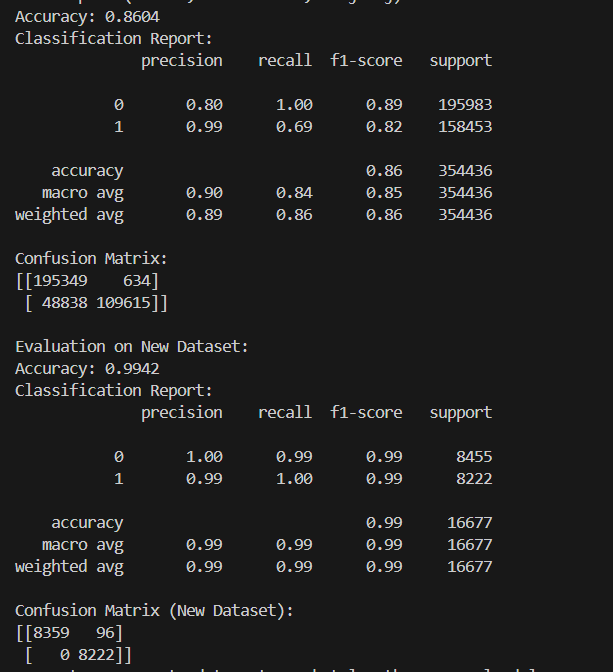 Accuracy: 0.8604
Classification Report:
precision recall f1-score support
0 0.80 1.00 0.89 195983
1 0.99 0.69 0.82 158453
accuracy 0.86 354436
macro avg 0.90 0.84 0.85 354436
weighted avg 0.89 0.86 0.86 354436
Confusion Matrix:
[[195349 634]
[ 48838 109615]]
Evaluation on New Dataset:
Accuracy: 0.9942
Classification Report:
precision recall f1-score support
0 1.00 0.99 0.99 8455
1 0.99 1.00 0.99 8222
accuracy 0.99 16677
macro avg 0.99 0.99 0.99 16677
weighted avg 0.99 0.99 0.99 16677
Confusion Matrix (New Dataset):
[[8359 96]
[ 0 8222]]